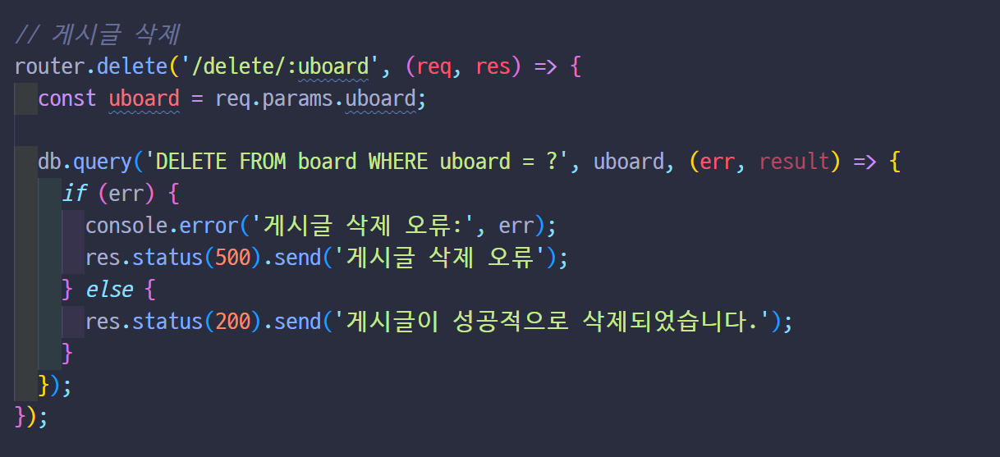 // 게시글 삭제
router.delete('/delete/:uboard', (req, res) => {
const uboard = req.params.uboard;
db.query('DELETE FROM board WHERE uboard = ?', uboard, (err, result) => {
if (err) {
console.error('게시글 삭제 오류:', err);
res.status(500).send('게시글 삭제 오류');
} else {
res.status(200).send('게시글이 성공적으로 삭제되었습니다.');
}
});
});